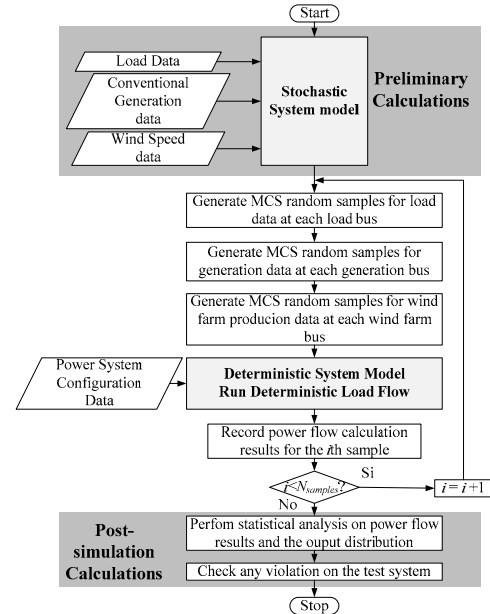 Start
Load Data
Conventional
Generation
data
Wind Speed
data
Stochastic
System model
Preliminary
Calculations
Generate MCS random samples for load
data at each load bus
Generate MCS random samples for
generation data at each generation bus
Generate MCS random samples for wind
farm producion data at each wind farm
bus
Power System
Configuration
Data
Deterministic System Model
Run Deterministic Load Flow
Record power flow calculation
results for the ith sample
i<Nsamples?
Si
i = i+1
No
Post-
simulation
Calculations
Perfom statistical analysis on power flow
results and the ouput distribution
Check any violation on the test system
Stop